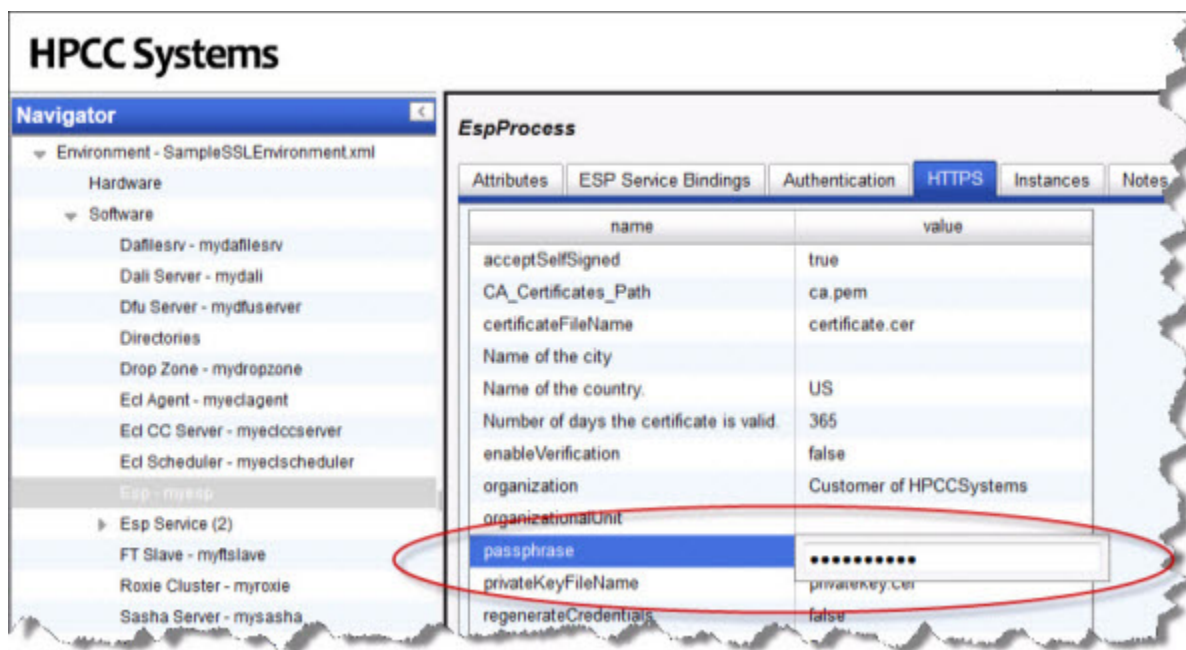 HPCC Systems
Navigator
Environment - SampleSSLEnvironment.xml
Hardware
Software
Dafilesrv - mydafilesrv
Dali Server - mydali
Dfu Server - mydfuserver
Directories
Drop Zone - mydropzone
Ecl Agent - myeclagent
Ecl CC Server - myeclccserver
Ecl Scheduler - myeclscheduler
Esp - myesp
Esp Service (2)
FT Slave - myftslave
Roxie Cluster - myroxie
Sasha Server - mysasha
EspProcess
Attributes ESP Service Bindings Authentication HTTPS Instances Notes
name value
acceptSelfSigned true
CA_Certificates_Path ca.pem
certificateFileName certificate.cer
Name of the city
Name of the country. US
Number of days the certificate is valid. 365
enableVerification false
organization Customer of HPCCSystems
organizationalUnit
passphrase ••••••••••
privateKeyFileName privatekey.cer
regenerateCredentials false